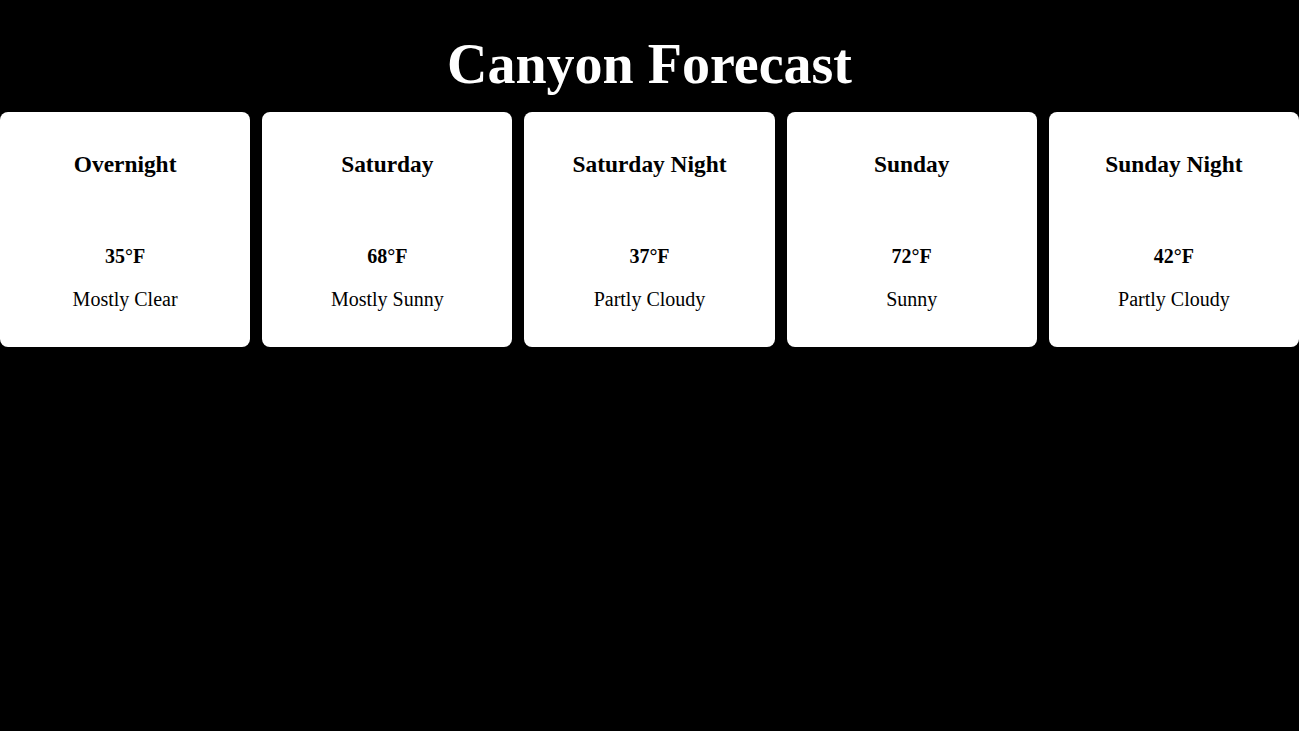 Canyon Forecast
Overnight
35°F
Mostly Clear
Saturday
68°F
Mostly Sunny
Saturday Night
37°F
Partly Cloudy
Sunday
72°F
Sunny
Sunday Night
42°F
Partly Cloudy